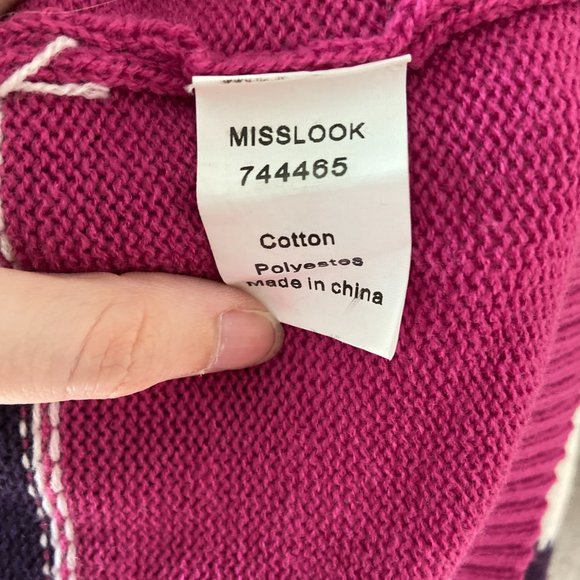 MISSLOOK
744465
Cotton
Polyestes
Made in china